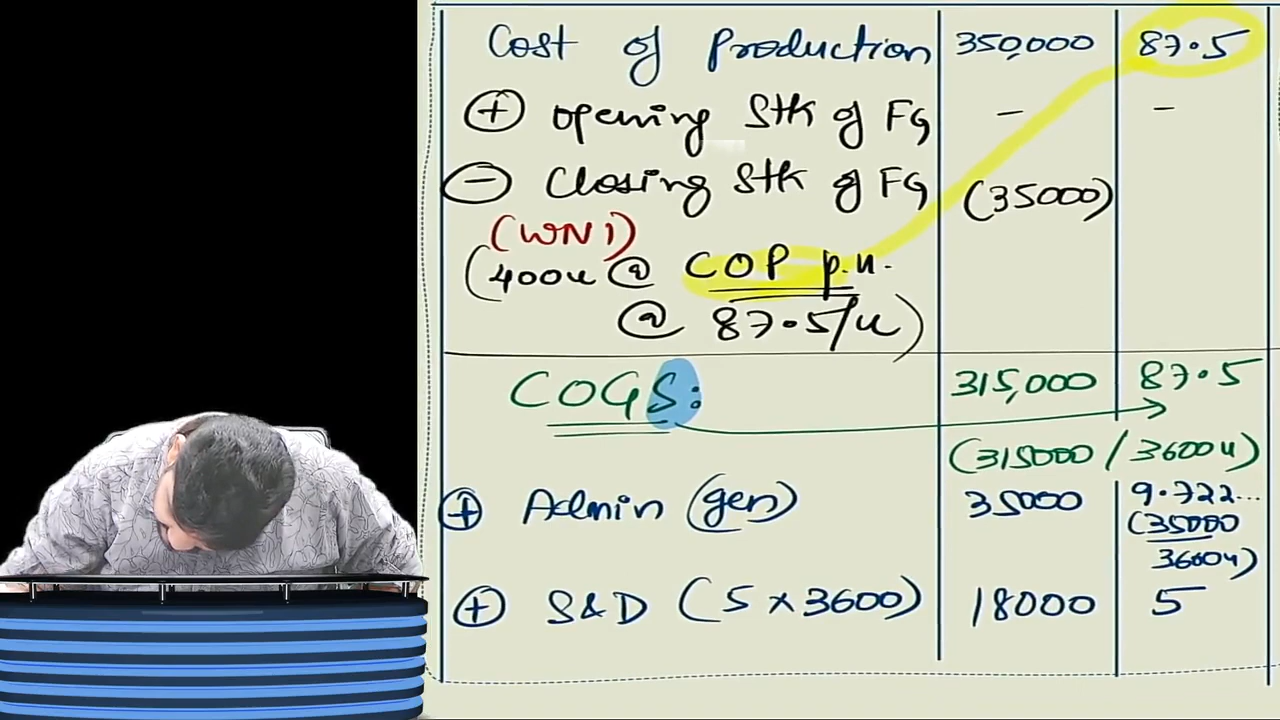 Cost of Production 350,000 87.5
(+) Opening Stk of FG - -
(-) Closing Stk of FG (35000)
(WN1)
(400u @ COP p.u.
@ 87.5/u)
COGS: 315,000 87.5
(315000 / 3600u)
(+) Admin (gen) 35000 9.722...
(35000
3600u)
(+) S&D (5 x 3600) 18000 5